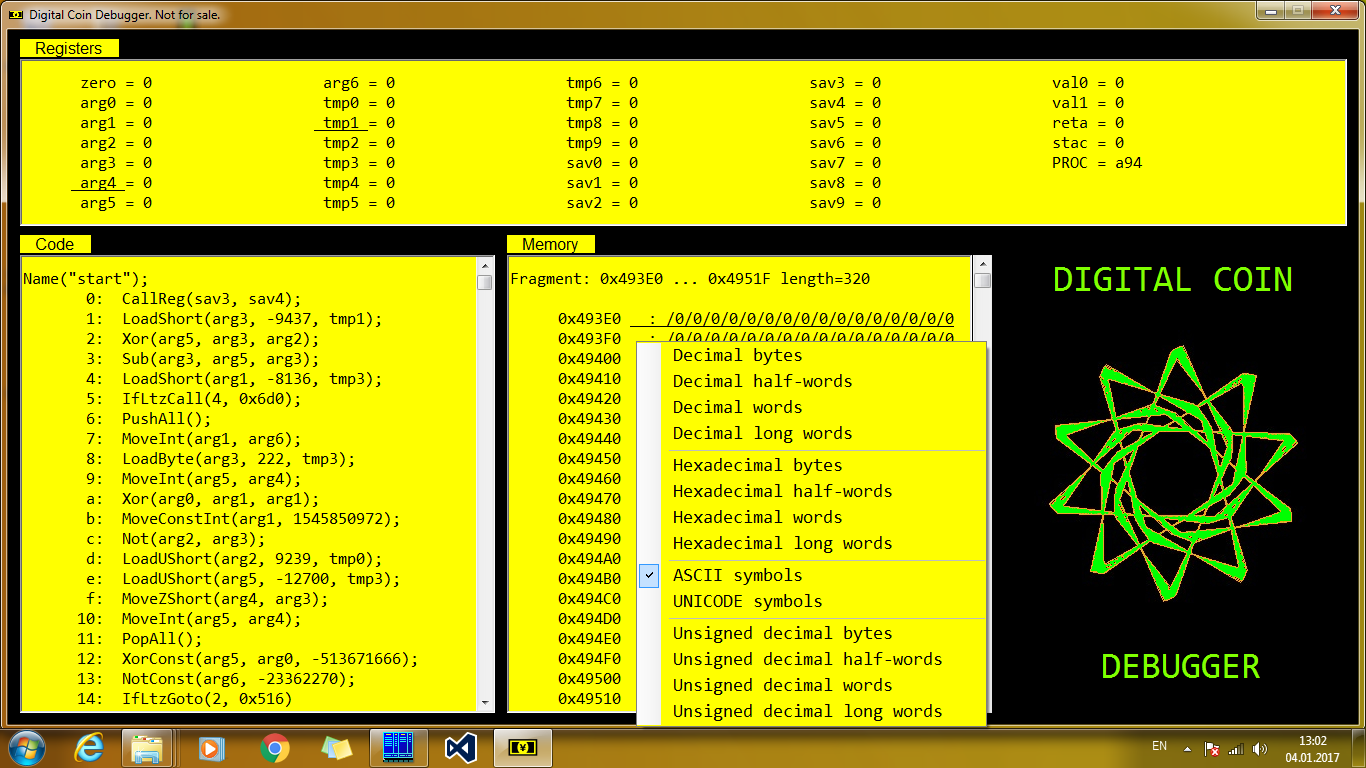 Digital Coin Debugger. Not for sale.
Registers
zero = 0 arg6 = 0 tmp6 = 0 sav3 = 0 val0 = 0
arg0 = 0 tmp0 = 0 tmp7 = 0 sav4 = 0 val1 = 0
arg1 = 0 tmp1 = 0 tmp8 = 0 sav5 = 0 reta = 0
arg2 = 0 tmp2 = 0 tmp9 = 0 sav6 = 0 stac = 0
arg3 = 0 tmp3 = 0 sav0 = 0 sav7 = 0 PROC = a94
arg4 = 0 tmp4 = 0 sav1 = 0 sav8 = 0
arg5 = 0 tmp5 = 0 sav2 = 0 sav9 = 0
Code
Name("start");
0: CallReg(sav3, sav4);
1: LoadShort(arg3, -9437, tmp1);
2: Xor(arg5, arg3, arg2);
3: Sub(arg3, arg5, arg3);
4: LoadShort(arg1, -8136, tmp3);
5: IfLtzCall(4, 0x6d0);
6: PushAll();
7: MoveInt(arg1, arg6);
8: LoadByte(arg3, 222, tmp3);
9: MoveInt(arg5, arg4);
a: Xor(arg0, arg1, arg1);
b: MoveConstInt(arg1, 1545850972);
c: Not(arg2, arg3);
d: LoadUShort(arg2, 9239, tmp0);
e: LoadUShort(arg5, -12700, tmp3);
f: MoveZShort(arg4, arg3);
10: MoveInt(arg5, arg4);
11: PopAll();
12: XorConst(arg5, arg0, -513671666);
13: NotConst(arg6, -23362270);
14: IfLtzGoto(2, 0x516)
Memory
Fragment: 0x493E0 ... 0x4951F length=320
0x493E0 : /0/0/0/0/0/0/0/0/0/0/0/0/0/0/0/0
0x493F0 : /0/0/0/0/0/0/0/0/0/0/0/0/0/0/0/0
0x49400
0x49410
0x49420
0x49430
0x49440
0x49450
0x49460
0x49470
0x49480
0x49490
0x494A0
0x494B0
0x494C0
0x494D0
0x494E0
0x494F0
0x49500
0x49510
Decimal bytes
Decimal half-words
Decimal words
Decimal long words
Hexadecimal bytes
Hexadecimal half-words
Hexadecimal words
Hexadecimal long words
ASCII symbols
UNICODE symbols
Unsigned decimal bytes
Unsigned decimal half-words
Unsigned decimal words
Unsigned decimal long words
DIGITAL COIN
DEBUGGER
EN
13:02
04.01.2017